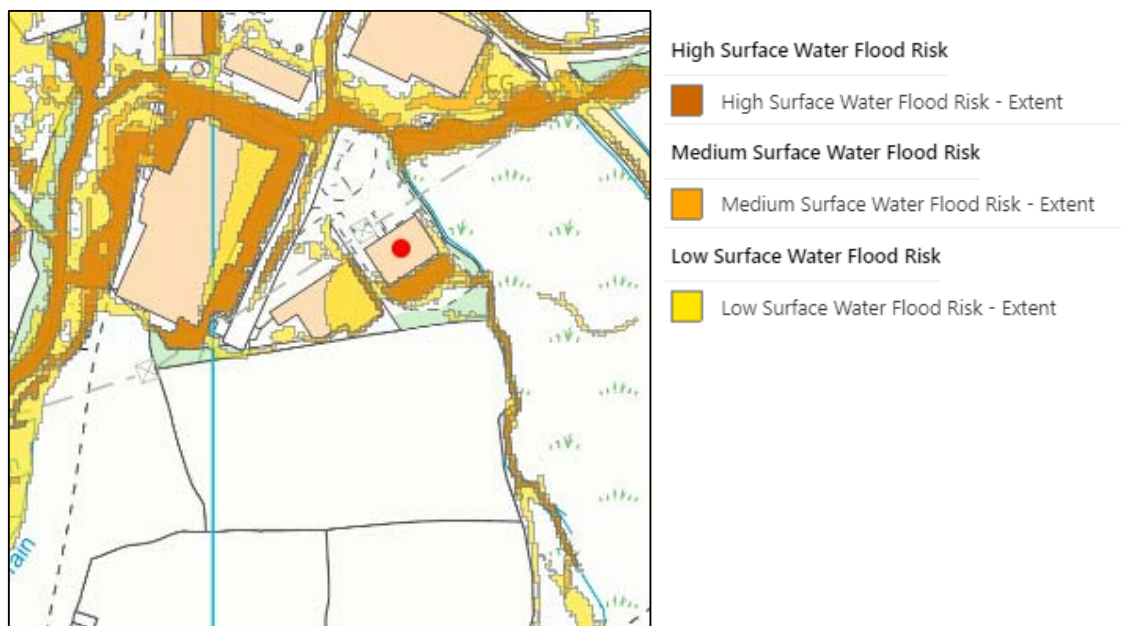 High Surface Water Flood Risk
High Surface Water Flood Risk - Extent
Medium Surface Water Flood Risk
Medium Surface Water Flood Risk - Extent
Low Surface Water Flood Risk
Low Surface Water Flood Risk - Extent
CG